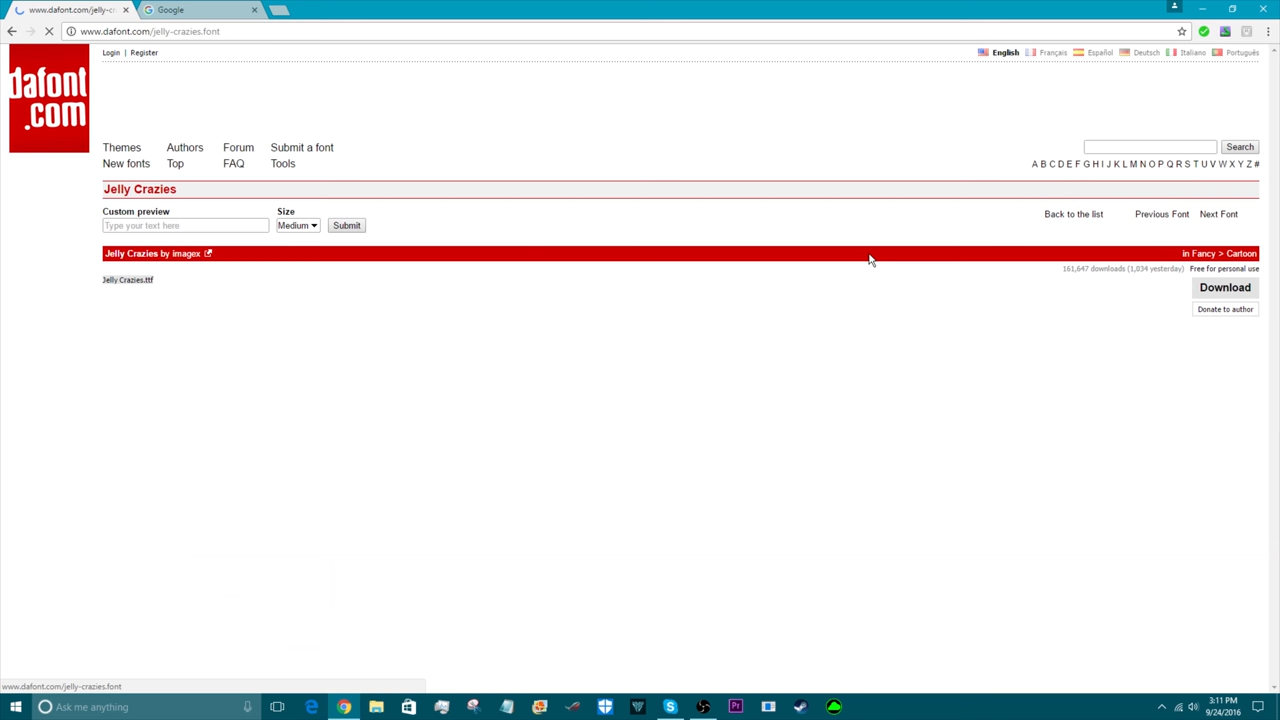 www.dafont.com/jelly-cr
Google
www.dafont.com/jelly-crazies.font
Login | Register
English Français Español Deutsch Italiano Português
dafont
.com
Themes Authors Forum Submit a font
Search
New fonts Top FAQ Tools
A B C D E F G H I J K L M N O P Q R S T U V W X Y Z #
Jelly Crazies
Custom preview Size
Back to the list Previous Font Next Font
Type your text here Medium Submit
Jelly Crazies by imagex in Fancy > Cartoon
161,647 downloads (1,034 yesterday) Free for personal use
Jelly Crazies.ttf
Download
Donate to author
www.dafont.com/jelly-crazies.font
Ask me anything
3:11 PM
9/24/2016